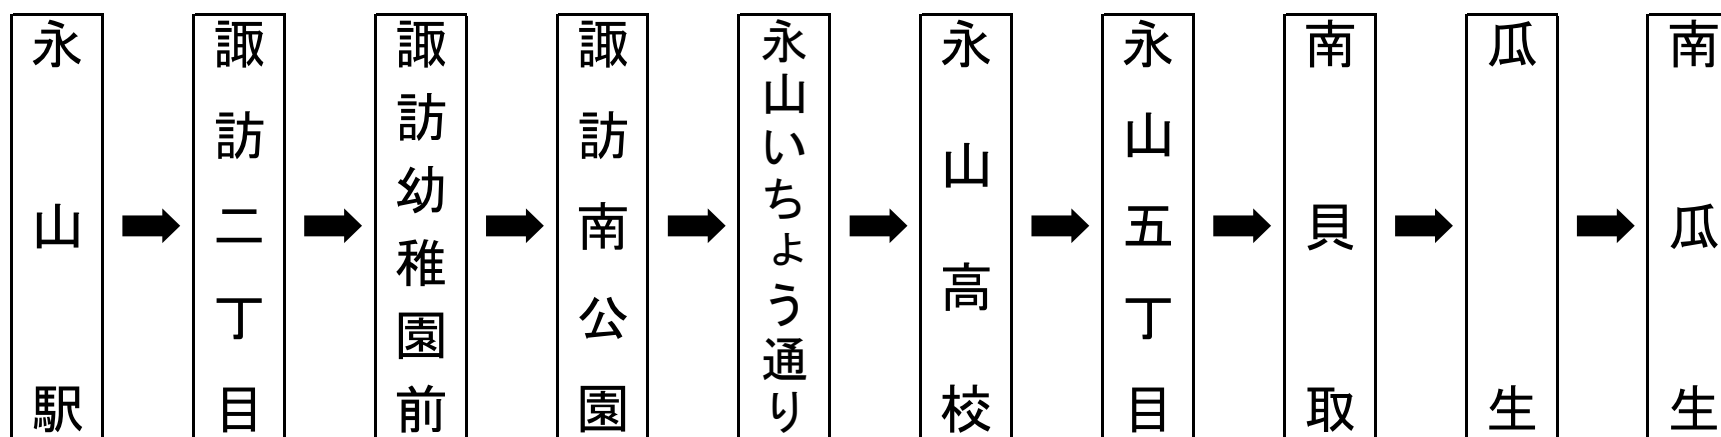 永山駅
諏訪二丁目
諏訪幼稚園前
諏訪南公園
永山いちょう通り
永山高校
永山五丁目
南貝取
瓜生
南瓜生